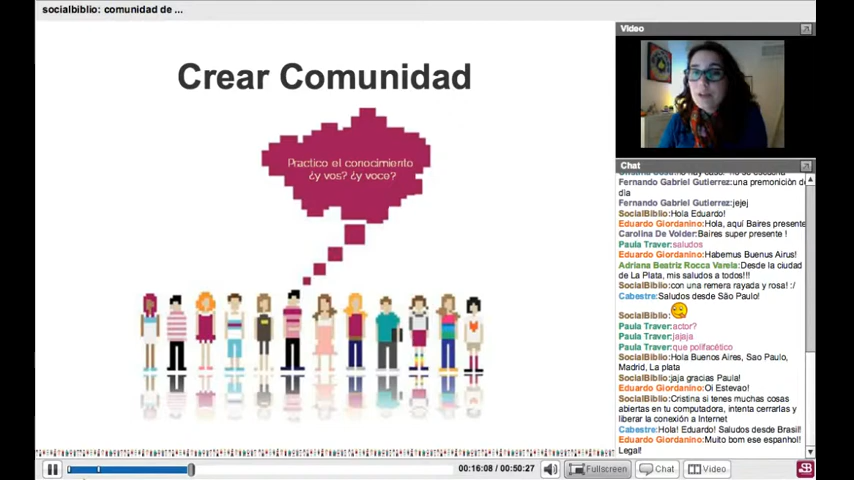 socialbiblio: comunidad de ...
Crear Comunidad
Practico el conocimiento
¿y vos? ¿y voce?
Video
Chat
Fernando Gabriel Gutierrez:una premonición de
dia
Fernando Gabriel Gutierrez:jejej
SocialBiblio:Hola Eduardo!
Eduardo Giordanino:Hola, aquí Baires presente
Carolina De Volder:Baires super presente !
Paula Traver:saludos
Eduardo Giordanino:Habemus Buenus Airus!
Adriana Beatriz Rocca Varela:Desde la ciudad
de La Plata, mis saludos a todos!!!
SocialBiblio:con una remera rayada y rosa! :/
Cabestre:Saludos desde São Paulo!
SocialBiblio:
Paula Traver:actor?
Paula Traver:jajaja
Paula Traver:que polifacético
SocialBiblio:Hola Buenos Aires, Sao Paulo,
Madrid, La plata
SocialBiblio:jaja gracias Paula!
Eduardo Giordanino:Oi Estevao!
SocialBiblio:Cristina si tenes muchas cosas
abiertas en tu computadora, intenta cerrarlas y
liberar la conexión a Internet
Cabestre:Hola! Eduardo! Saludos desde Brasil!
Eduardo Giordanino:Muito bom ese espanhol!
Legal!
00:16:08 / 00:50:27
Fullscreen
Chat
Video
SB